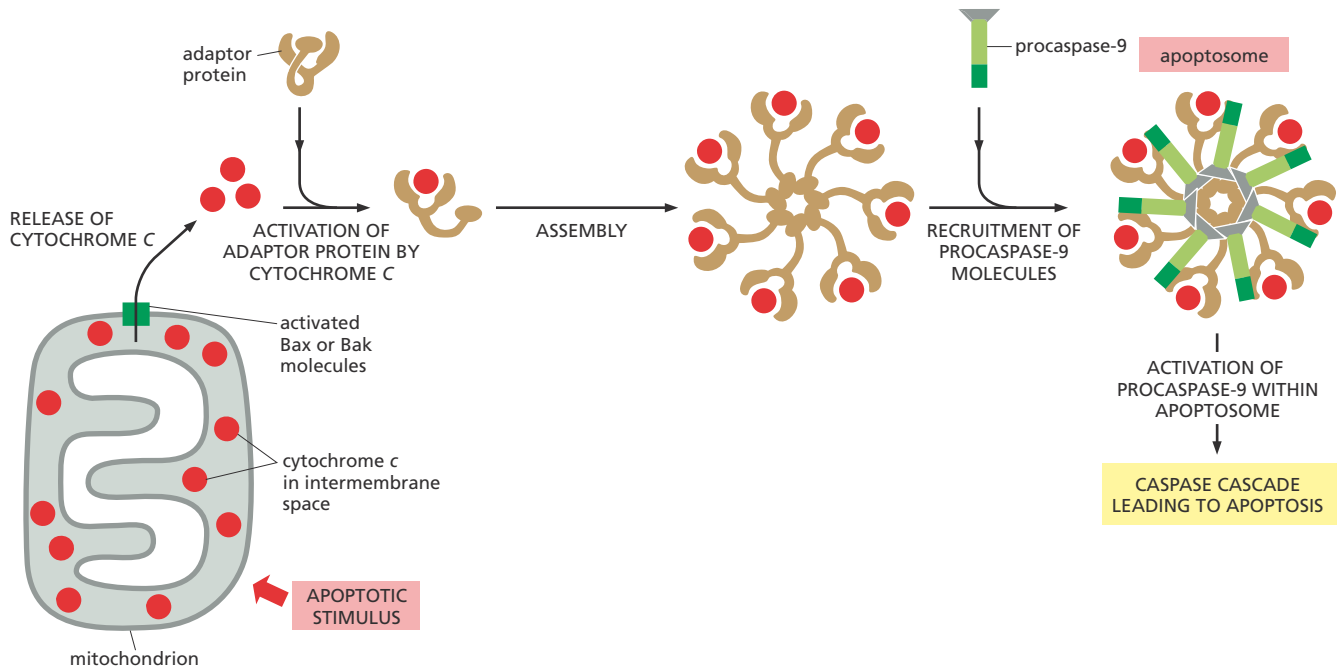 adaptor
protein
procaspase-9
apoptosome
RELEASE OF
CYTOCHROME C
ACTIVATION OF
ADAPTOR PROTEIN BY
CYTOCHROME C
ASSEMBLY
RECRUITMENT OF
PROCASPASE-9
MOLECULES
activated
Bax or Bak
molecules
ACTIVATION OF
PROCASPASE-9 WITHIN
APOPTOSOME
cytochrome c
in intermembrane
space
CASPASE CASCADE
LEADING TO APOPTOSIS
APOPTOTIC
STIMULUS
mitochondrion